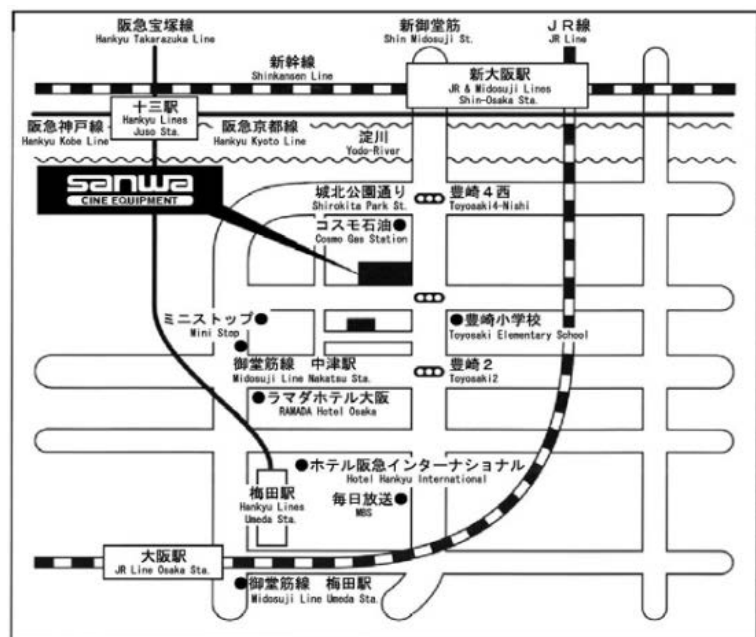 阪急宝塚線
Hankyu Takarazuka Line
新御堂筋
Shin Midosuji St.
JR線
JR Line
新幹線
Shinkansen Line
新大阪駅
JR & Midosuji Lines
Shin-Osaka Sta.
十三駅
Hankyu Lines
Juso Sta.
阪急神戸線
Hankyu Kobe Line
阪急京都線
Hankyu Kyoto Line
淀川
Yodo-River
sanwa
CINE EQUIPMENT
城北公園通り
Shirokita Park St.
豊崎4西
Toyosaki4-Nishi
コスモ石油
Cosmo Gas Station
ミニストップ
Mini Stop
豊崎小学校
Toyosaki Elementary School
御堂筋線 中津駅
Midosuji Line Nakatsu Sta.
豊崎2
Toyosaki2
ラマダホテル大阪
RAMADA Hotel Osaka
ホテル阪急インターナショナル
Hotel Hankyu International
梅田駅
Hankyu Lines
Umeda Sta.
毎日放送
MBS
大阪駅
JR Line Osaka Sta.
御堂筋線 梅田駅
Midosuji Line Umeda Sta.